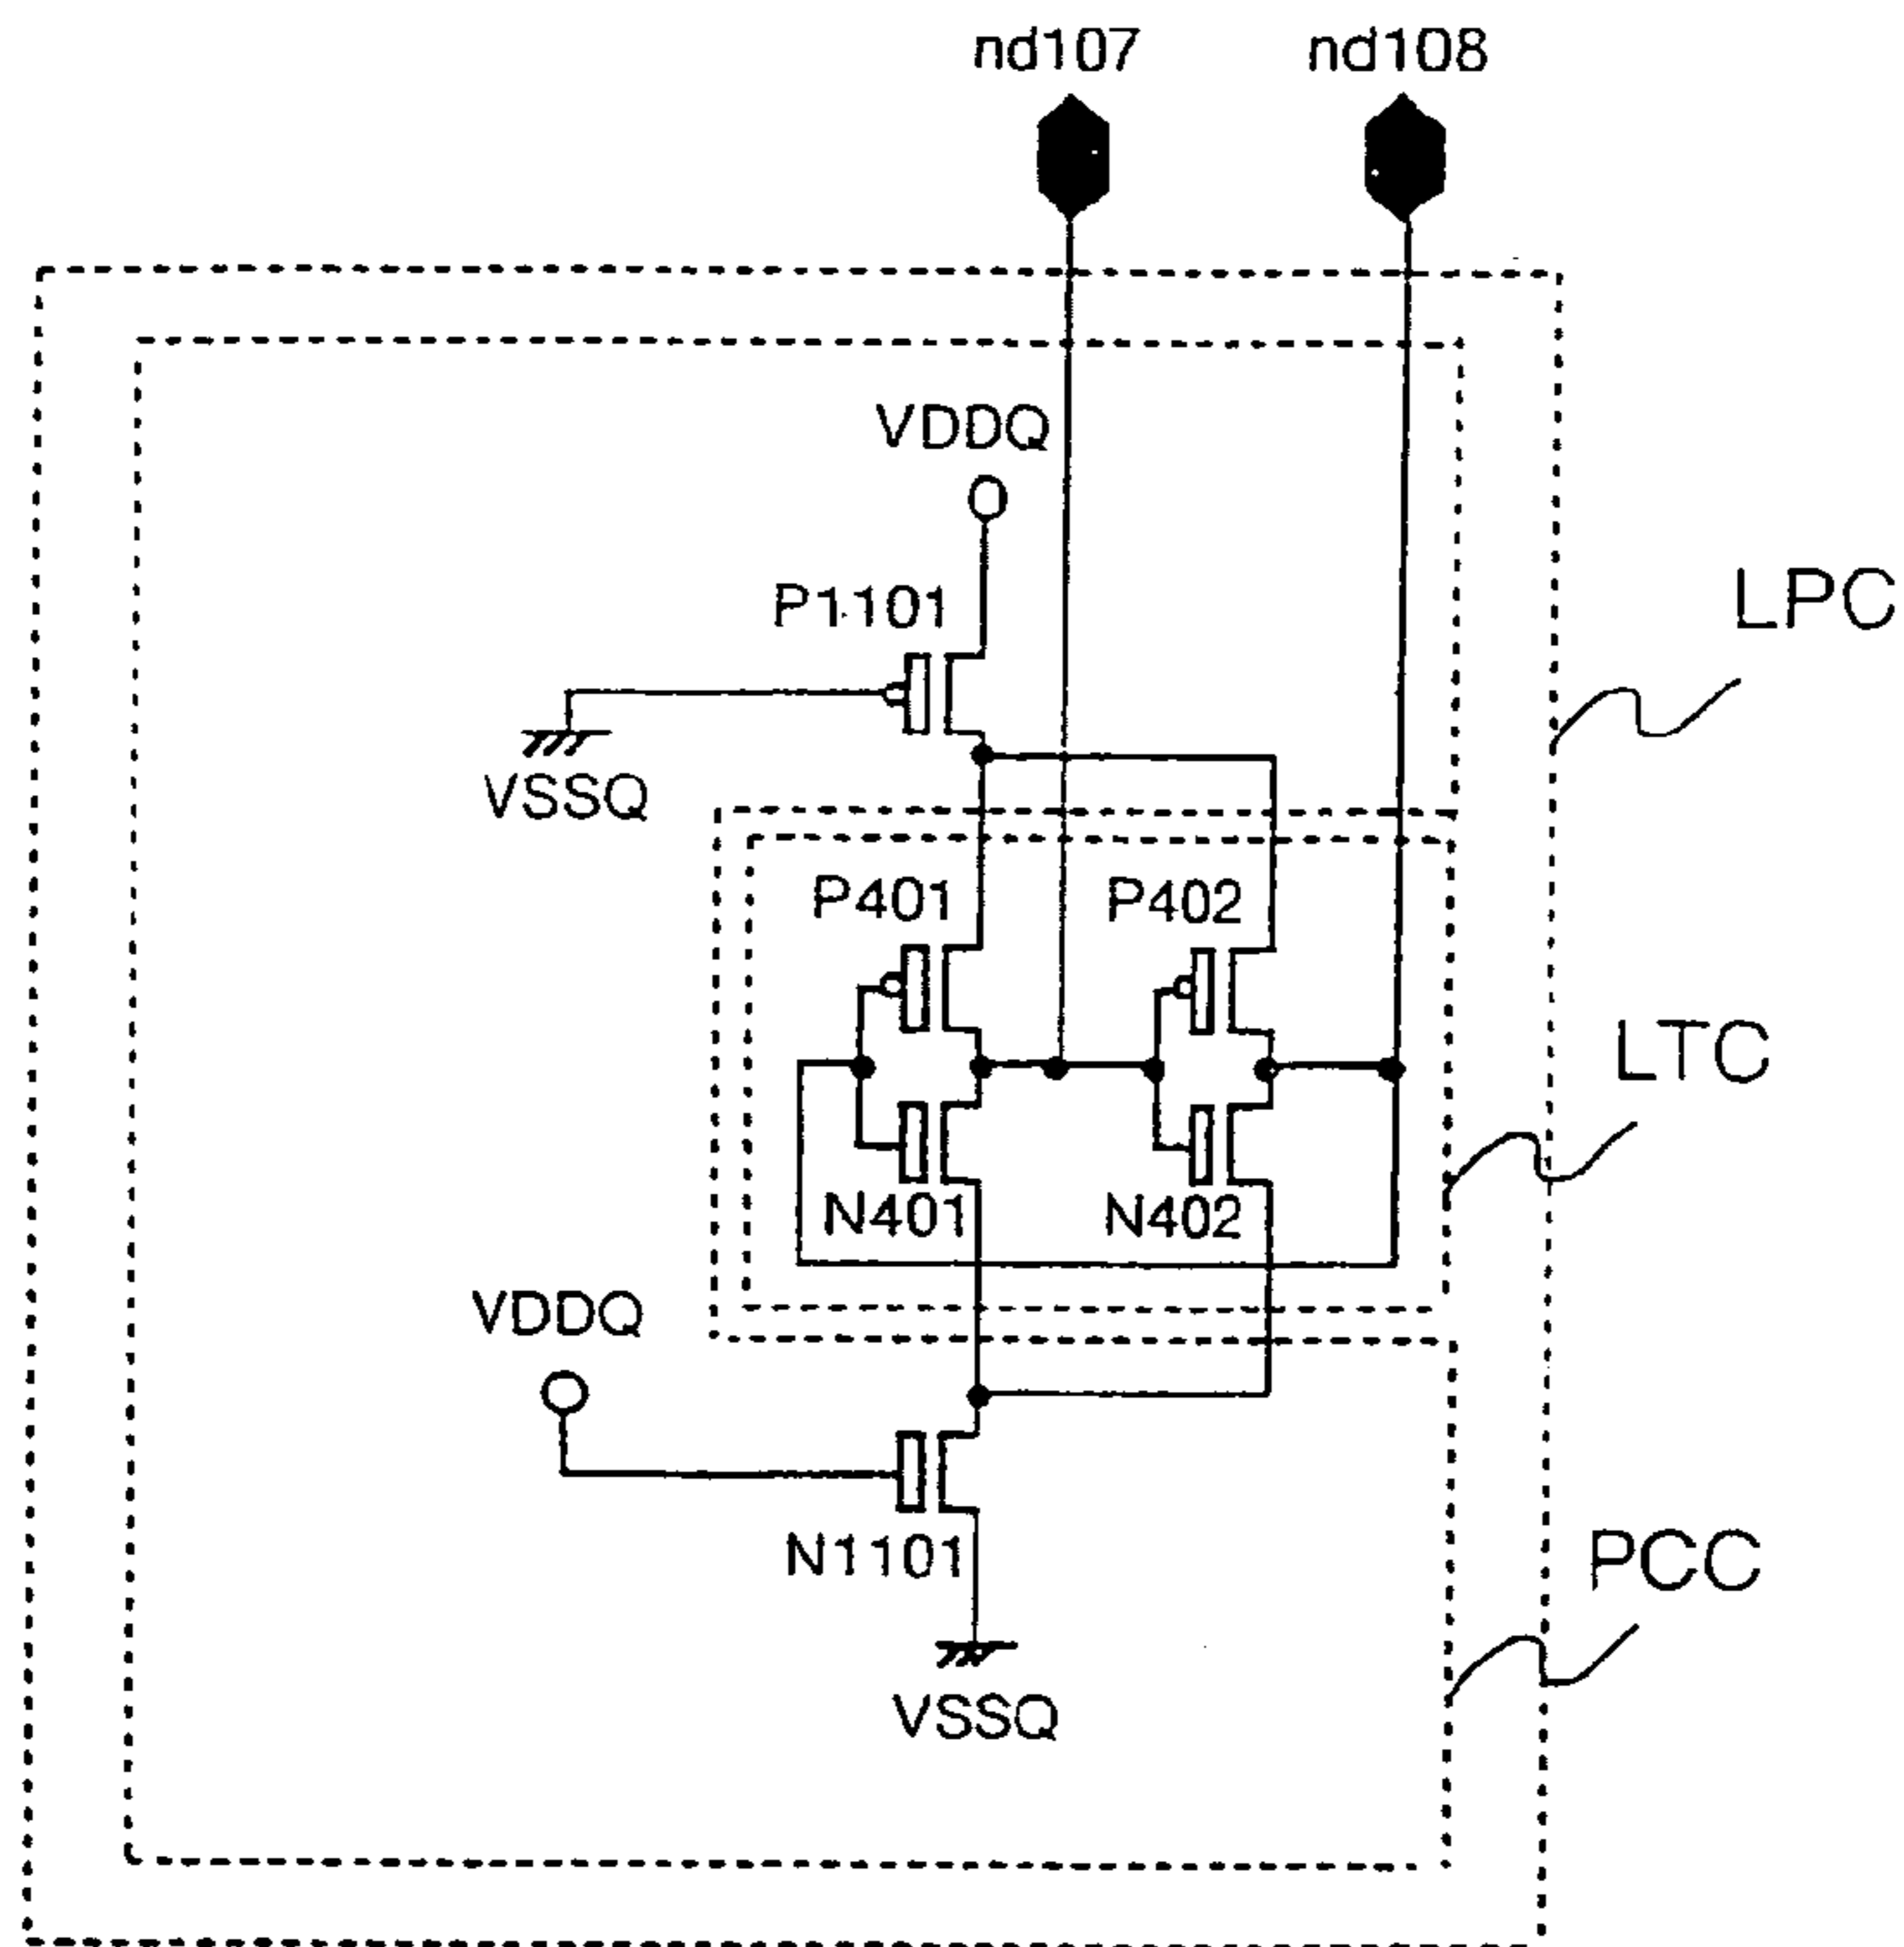 nd107 nd108
VDDQ
P1101
LPC
VSSQ
P401 P402
LTC
N401 N402
VDDQ
N1101
PCC
VSSQ